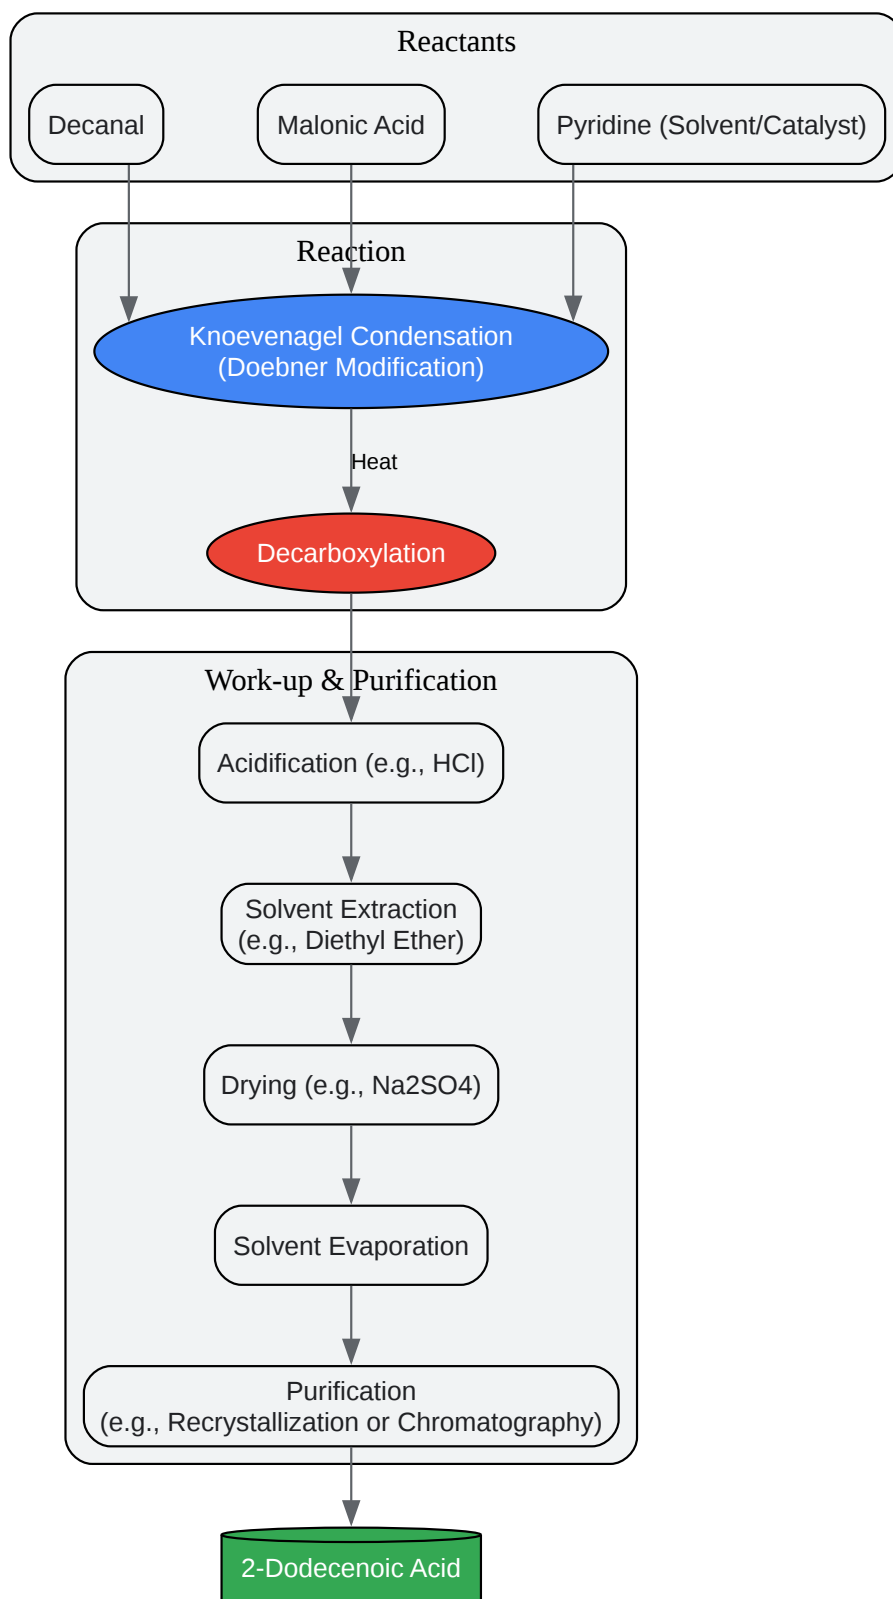 Reactants
Decanal
Malonic Acid
Pyridine (Solvent/Catalyst)
Reaction
Knoevenagel Condensation
(Doebner Modification)
Heat
Decarboxylation
Work-up & Purification
Acidification (e.g., HCl)
Solvent Extraction
(e.g., Diethyl Ether)
Drying (e.g., Na2SO4)
Solvent Evaporation
Purification
(e.g., Recrystallization or Chromatography)
2-Dodecenoic Acid